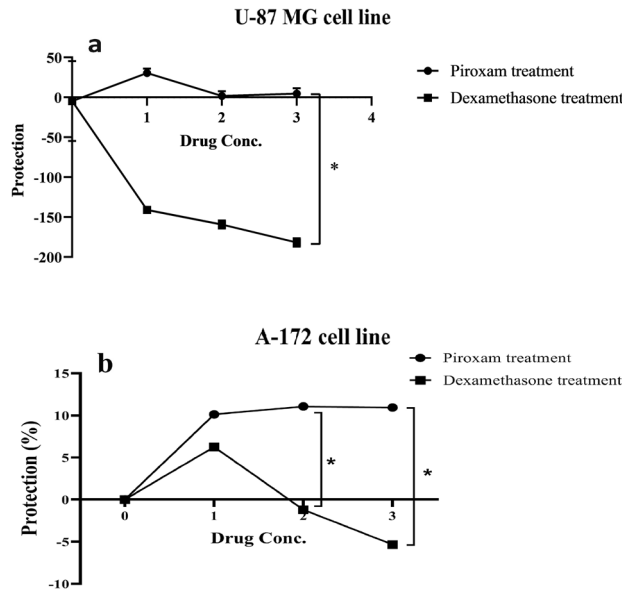 U-87 MG cell line
a
Piroxam treatment
Dexamethasone treatment
50
0
-50
-100
-150
-200
Protection
1 2 3 4
Drug Conc.
*
A-172 cell line
b
Piroxam treatment
Dexamethasone treatment
15
10
5
0
-5
-10
Protection (%)
0 1 2 3
Drug Conc.
*
*